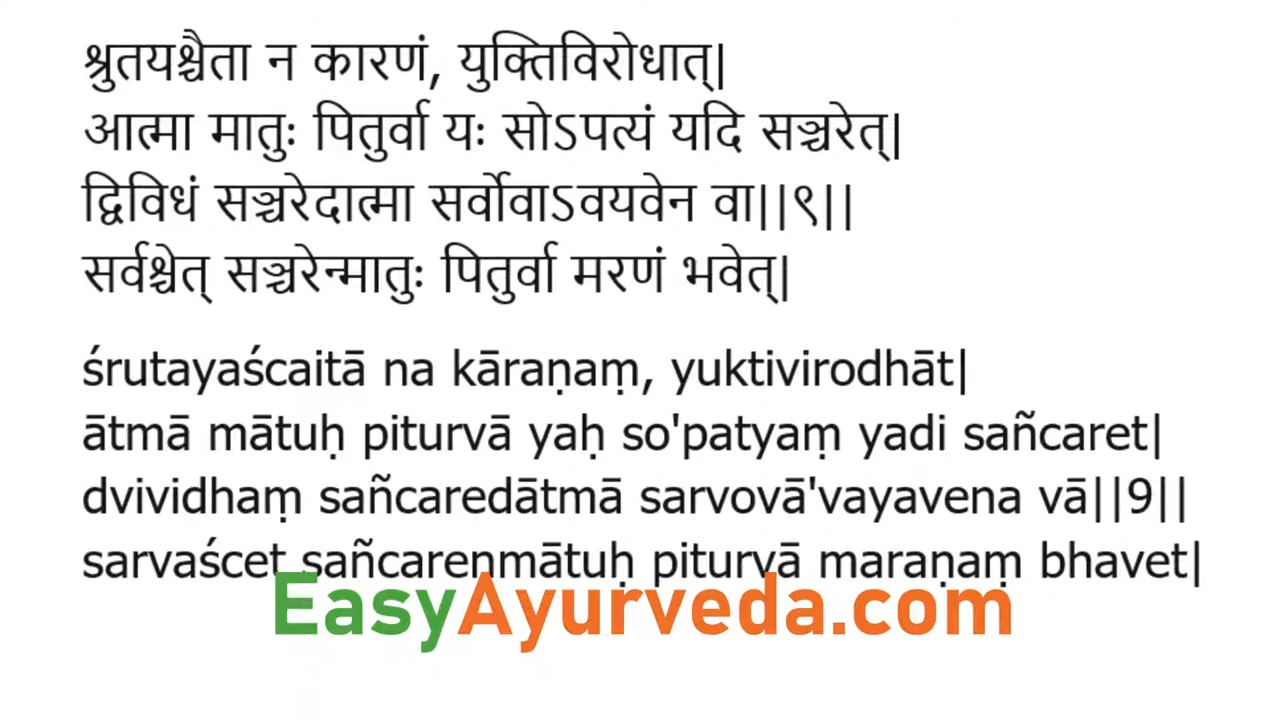 श्रुतयश्चैता न कारणं, युक्तिविरोधात्|
आत्मा मातुः पितुर्वा यः सोऽपत्यं यदि सञ्चरेत्|
द्विविधं सञ्चरेदात्मा सर्वोवाऽवयवेन वा||९||
सर्वश्चेत् सञ्चरेन्मातुः पितुर्वा मरणं भवेत्|
śrutayaścaitā na kāraṇaṃ, yuktivirodhāt|
ātmā mātuḥ piturvā yaḥ so'patyaṃ yadi sañcaret|
dvividhaṃ sañcaredātmā sarvovā'vayavena vā||9||
sarvaścet sañcarenmātuḥ piturvā maraṇaṃ bhavet|
EasyAyurveda.com